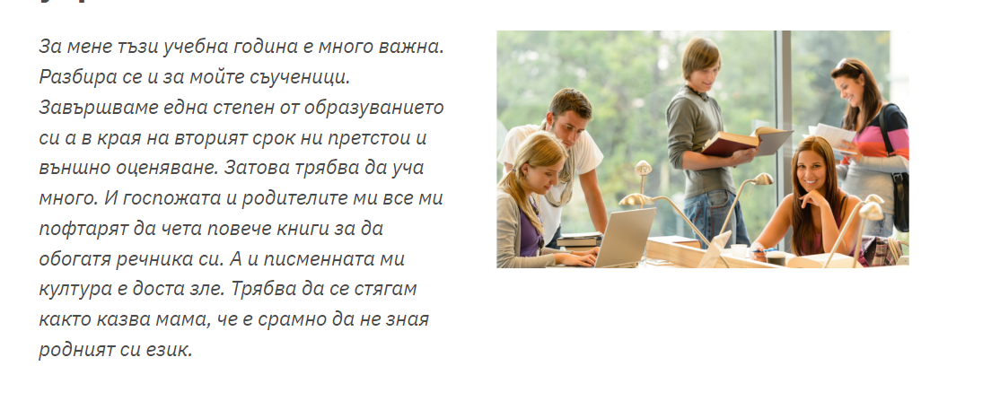 За мене тъзи учебна година е много важна.
Разбира се и за мойте съученици.
Завършваме една степен от образуванието
си а в края на вторият срок ни претстои и
външно оценяване. Затова трябва да уча
много. И госпожата и родителите ми все ми
пофтарят да чета повече книги за да
обогатя речника си. А и писменната ми
култура е доста зле. Трябва да се стягам
както казва мама, че е срамно да не зная
родният си език.